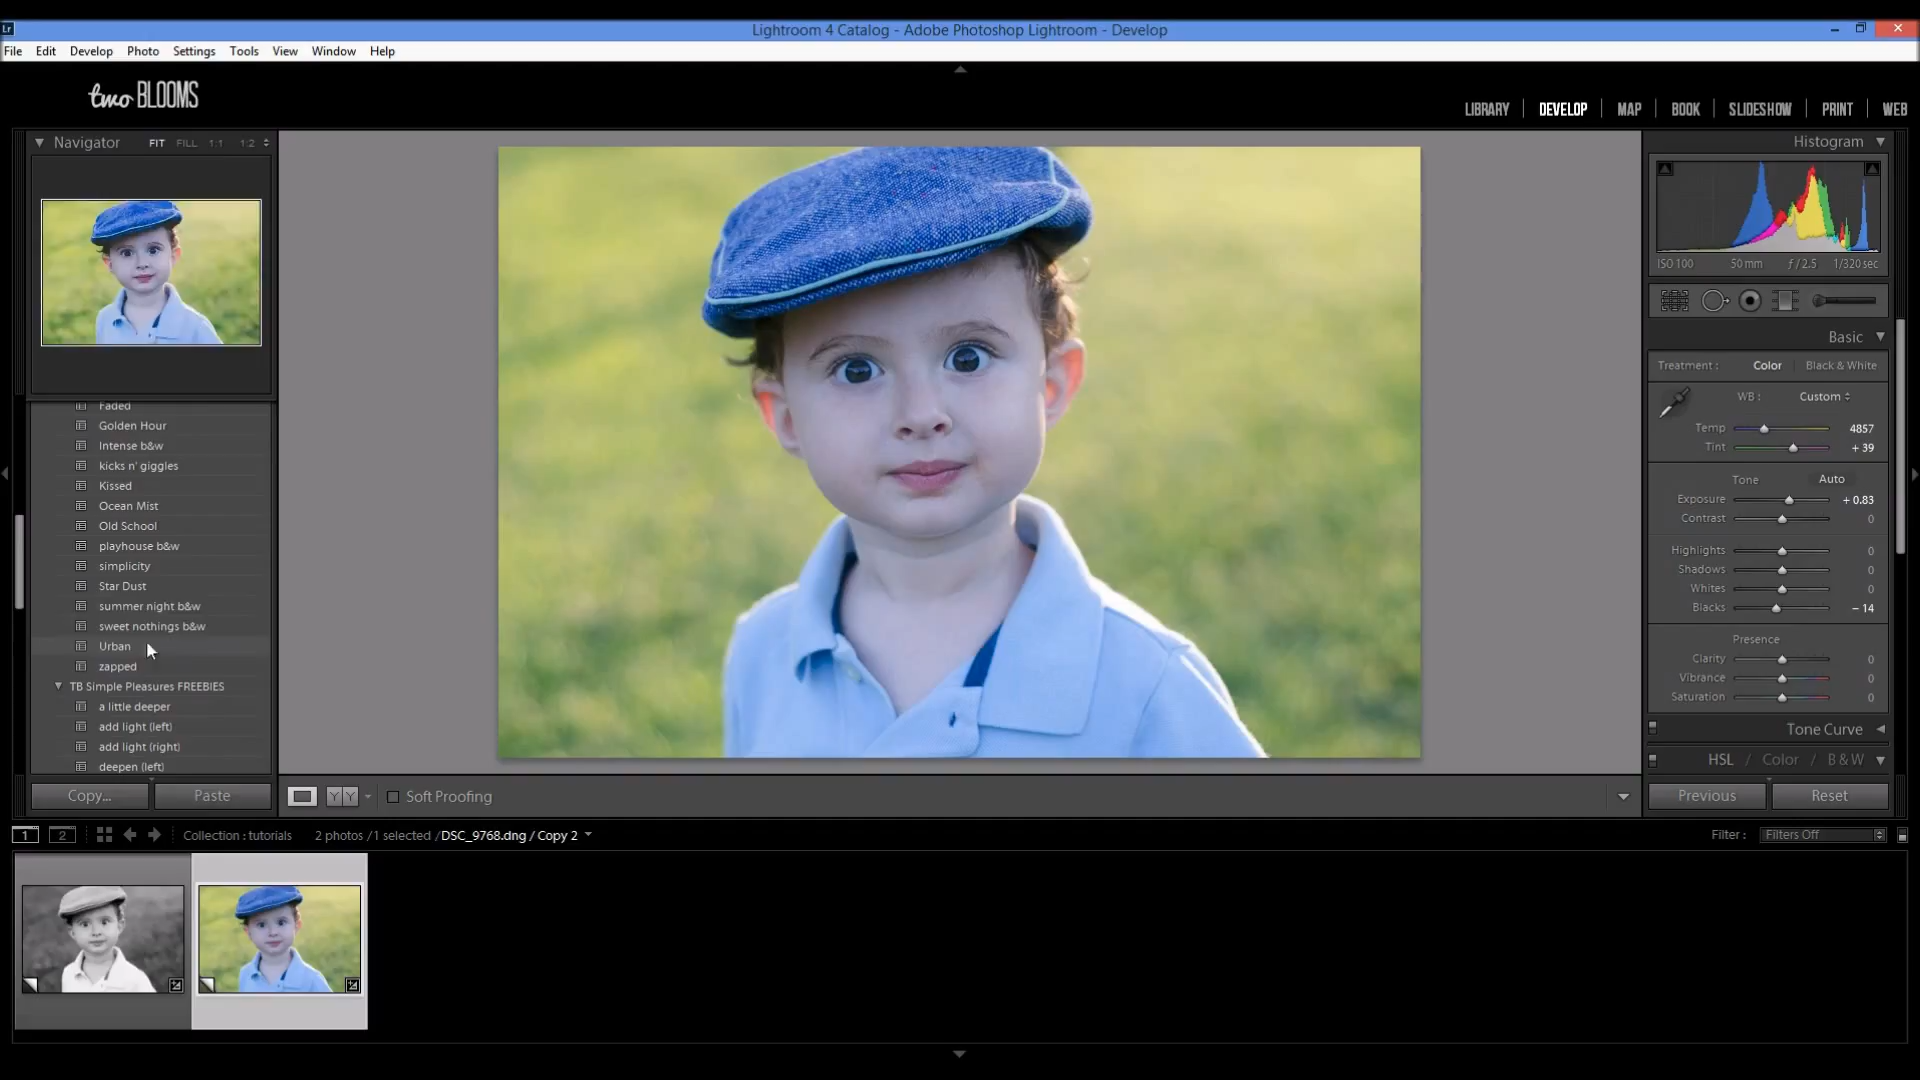 Lr
Lightroom 4 Catalog - Adobe Photoshop Lightroom - Develop
File Edit Develop Photo Settings Tools View Window Help
two BLOOMS
LIBRARY DEVELOP MAP BOOK SLIDESHOW PRINT WEB
Navigator FIT FILL 1:1 1:2
Faded
Golden Hour
Intense b&w
kicks n' giggles
Kissed
Ocean Mist
Old School
playhouse b&w
simplicity
Star Dust
summer night b&w
sweet nothings b&w
Urban
zapped
TB Simple Pleasures FREEBIES
a little deeper
add light (left)
add light (right)
deepen (left)
Copy... Paste
Y Y
Soft Proofing
Histogram
ISO 100 50 mm ƒ / 2.5 1/320 sec
Basic
Treatment : Color Black & White
WB : Custom
Temp 4857
Tint + 39
Tone Auto
Exposure + 0.83
Contrast 0
Highlights 0
Shadows 0
Whites 0
Blacks – 14
Presence
Clarity 0
Vibrance 0
Saturation 0
Tone Curve
HSL / Color / B & W
Previous Reset
1 2 Collection : tutorials 2 photos /1 selected /DSC_9768.dng / Copy 2
Filter : Filters Off